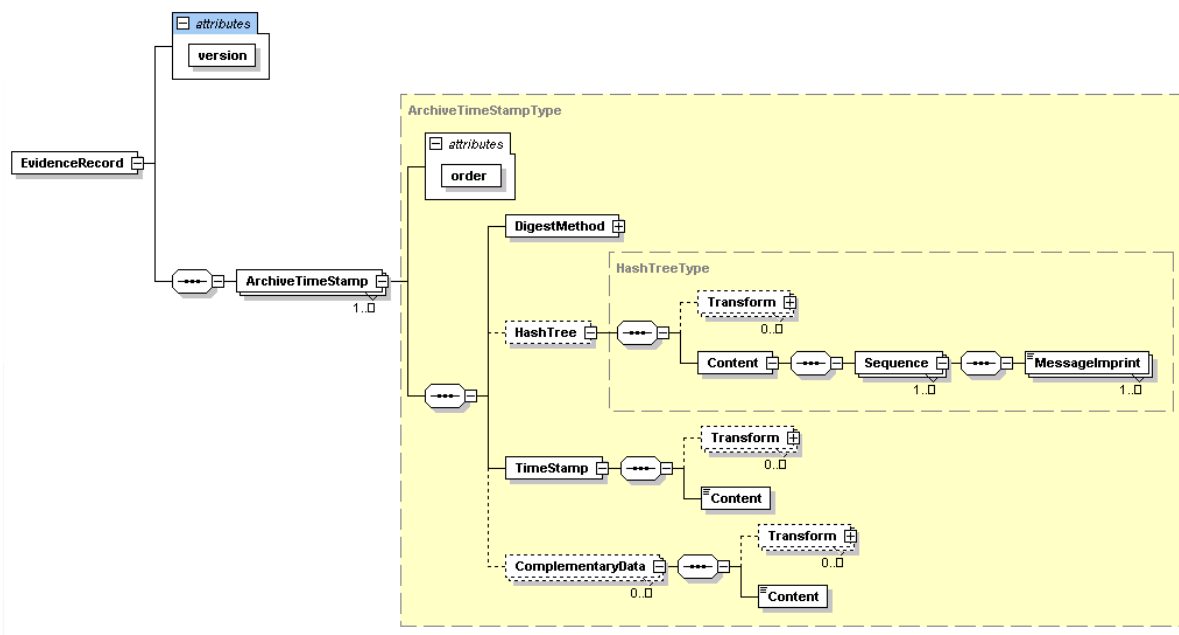 attributes
version
ArchiveTimeStampType
attributes
EvidenceRecord
order
DigestMethod
HashTreeType
ArchiveTimeStamp
1..
Transform
0..
HashTree
Content
Sequence
MessageImprint
1..
1..
Transform
0..
TimeStamp
Content
Transform
0..
ComplementaryData
0..
Content